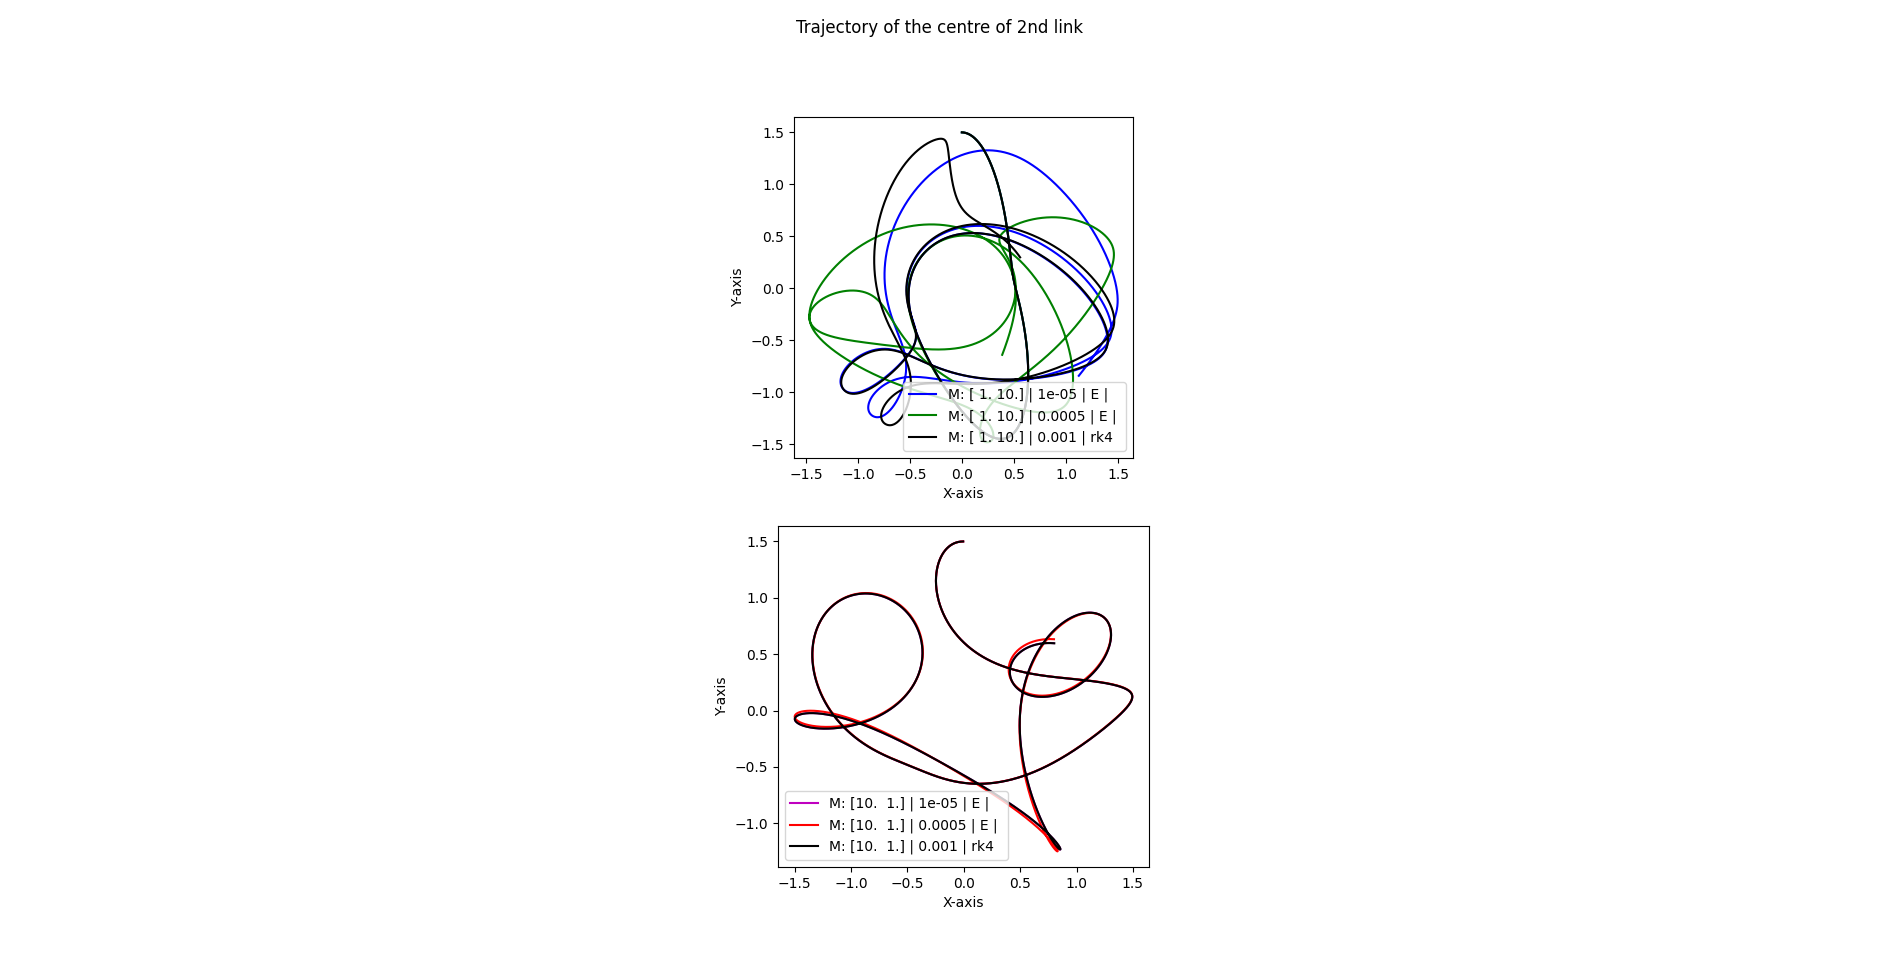 Trajectory of the centre of 2nd link
1.5
1.0
0.5
0.0
−0.5
−1.0
−1.5
Y-axis
M: [ 1. 10.] | 1e-05 | E |
M: [ 1. 10.] | 0.0005 | E |
M: [ 1. 10.] | 0.001 | rk4
−1.5 −1.0 −0.5 0.0 0.5 1.0 1.5
X-axis
1.5
1.0
0.5
0.0
−0.5
−1.0
Y-axis
M: [10.  1.] | 1e-05 | E |
M: [10.  1.] | 0.0005 | E |
M: [10.  1.] | 0.001 | rk4
−1.5 −1.0 −0.5 0.0 0.5 1.0 1.5
X-axis